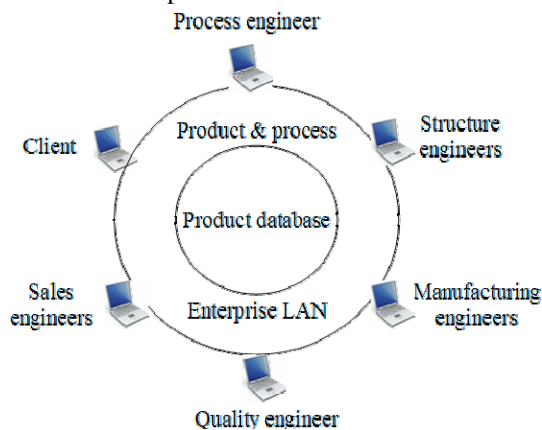 Process engineer
Product & process
Structure
engineers
Client
Product database
Sales
engineers
Enterprise LAN
Manufacturing
engineers
Quality engineer